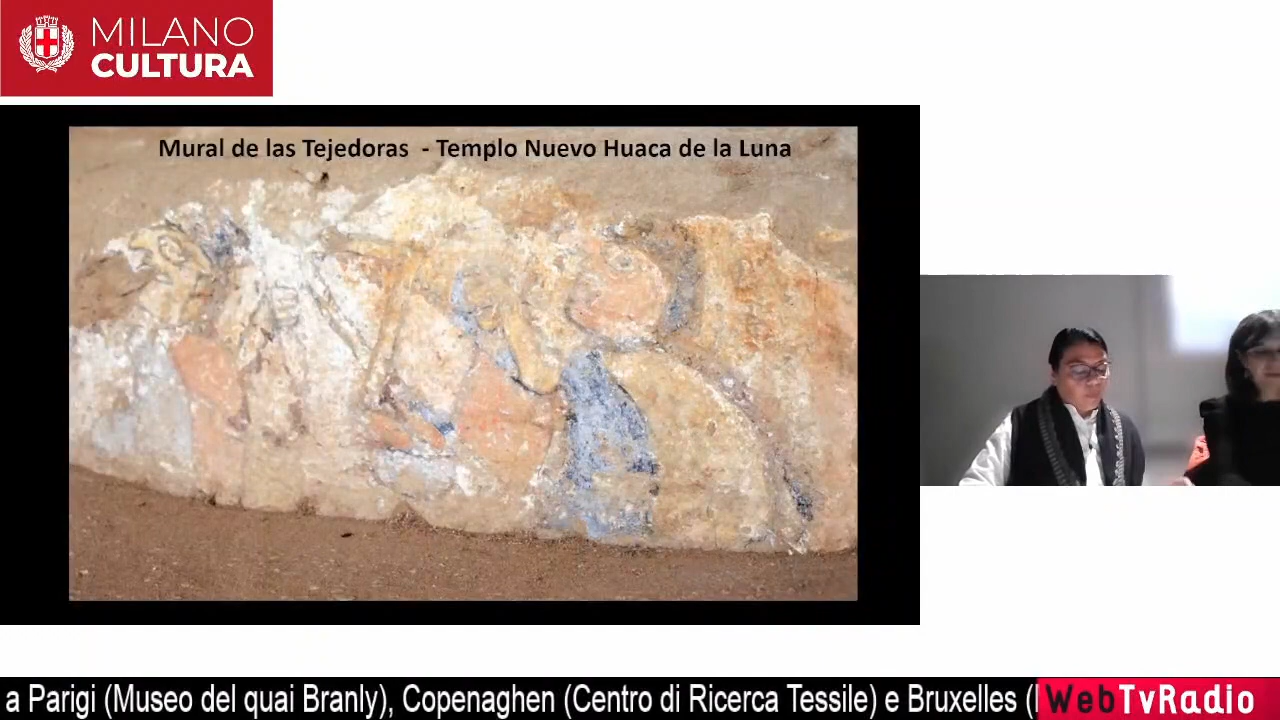 MILANO
CULTURA
Mural de las Tejedoras - Templo Nuevo Huaca de la Luna
a Parigi (Museo del quai Branly), Copenaghen (Centro di Ricerca Tessile) e Bruxelles (
WebTvRadio